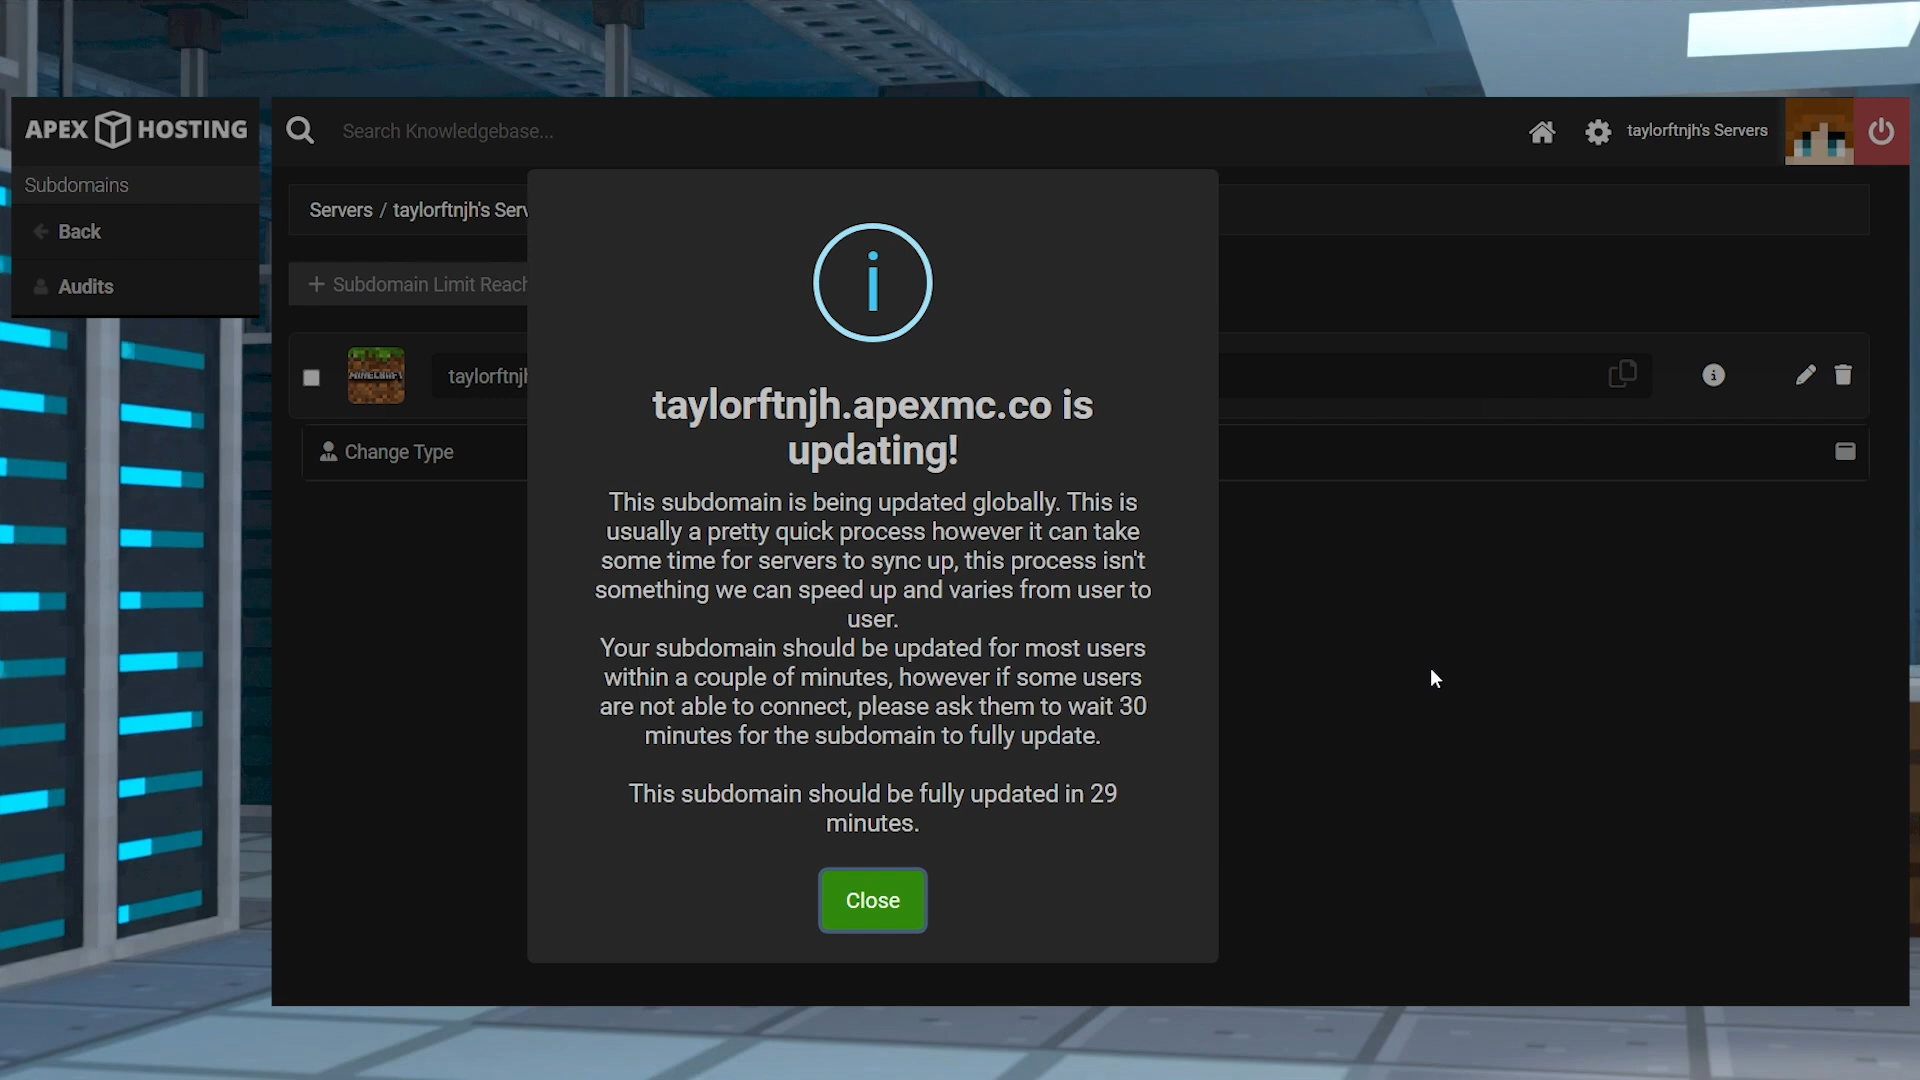 APEX HOSTING
Search Knowledgebase...
taylorftnjh's Servers
Subdomains
Back
Audits
Servers / taylorftnjh's Serv
+ Subdomain Limit Reach
MINECRAFT
taylorftnjh
Change Type
taylorftnjh.apexmc.co is
updating!
This subdomain is being updated globally. This is
usually a pretty quick process however it can take
some time for servers to sync up, this process isn't
something we can speed up and varies from user to
user.
Your subdomain should be updated for most users
within a couple of minutes, however if some users
are not able to connect, please ask them to wait 30
minutes for the subdomain to fully update.
This subdomain should be fully updated in 29
minutes.
Close